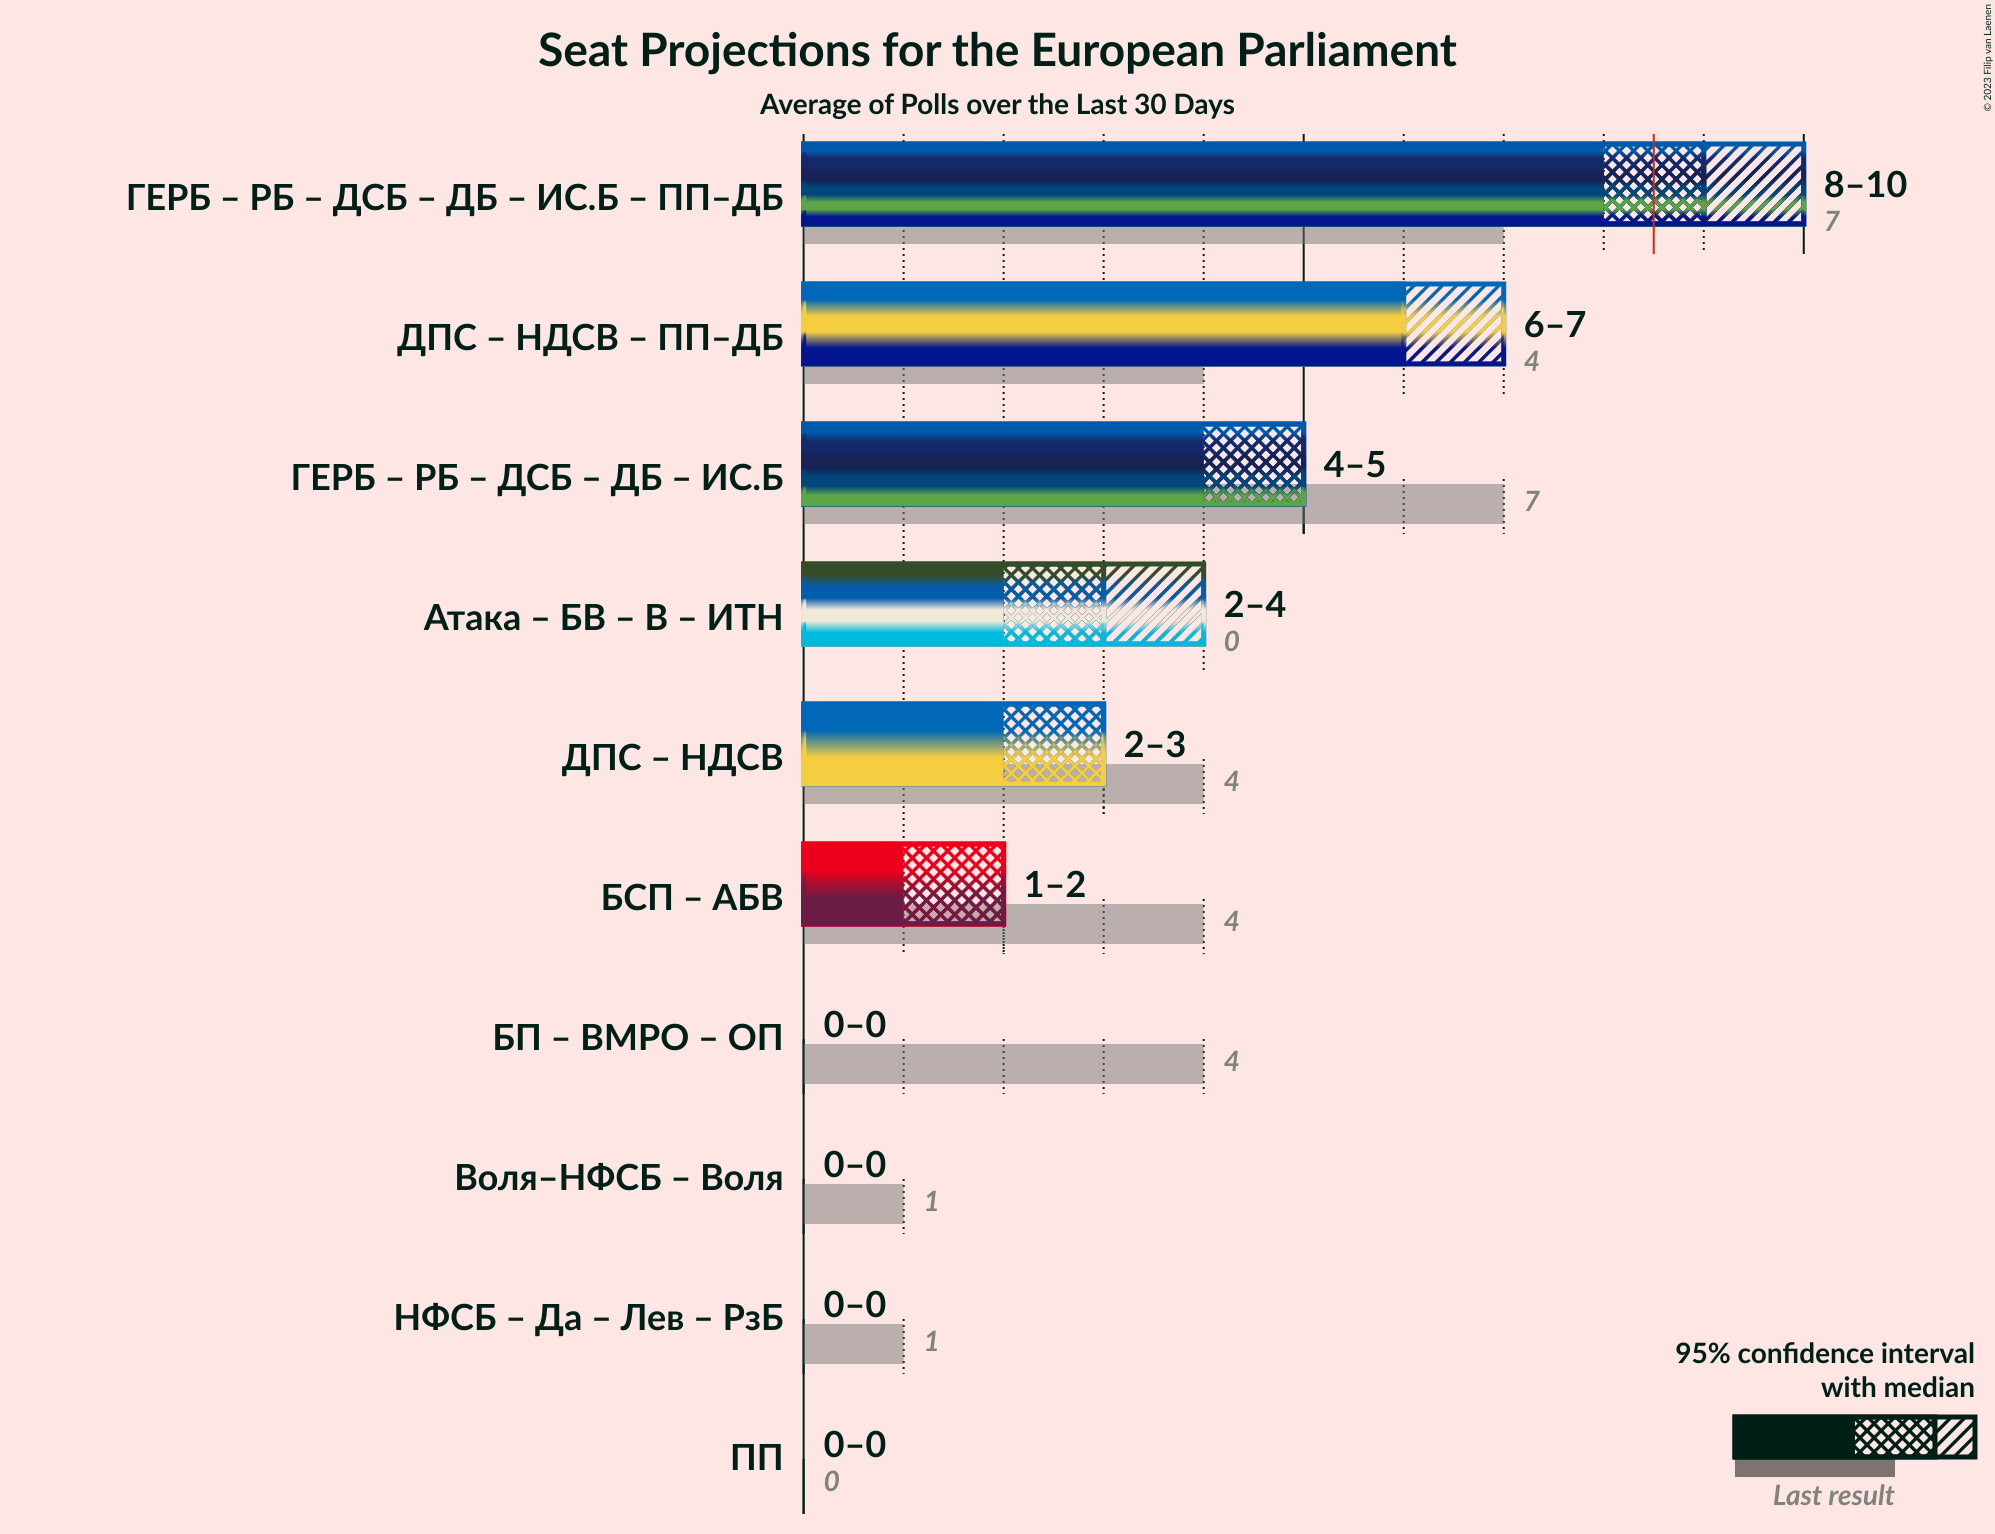 Seat Projections for the European Parliament
Average of Polls over the Last 30 Days
© 2023 Filip van Laenen
ГЕРБ – РБ – ДСБ – ДБ – ИС.Б – ПП–ДБ
8–10
7
ДПС – НДСВ – ПП–ДБ
6–7
4
ГЕРБ – РБ – ДСБ – ДБ – ИС.Б
4–5
7
Атака – БВ – В – ИТН
2–4
0
ДПС – НДСВ
2–3
4
БСП – АБВ
1–2
4
БП – ВМРО – ОП
0–0
4
Воля–НФСБ – Воля
0–0
1
НФСБ – Да – Лев – РзБ
0–0
1
ПП
0–0
0
95% confidence interval
with median
Last result